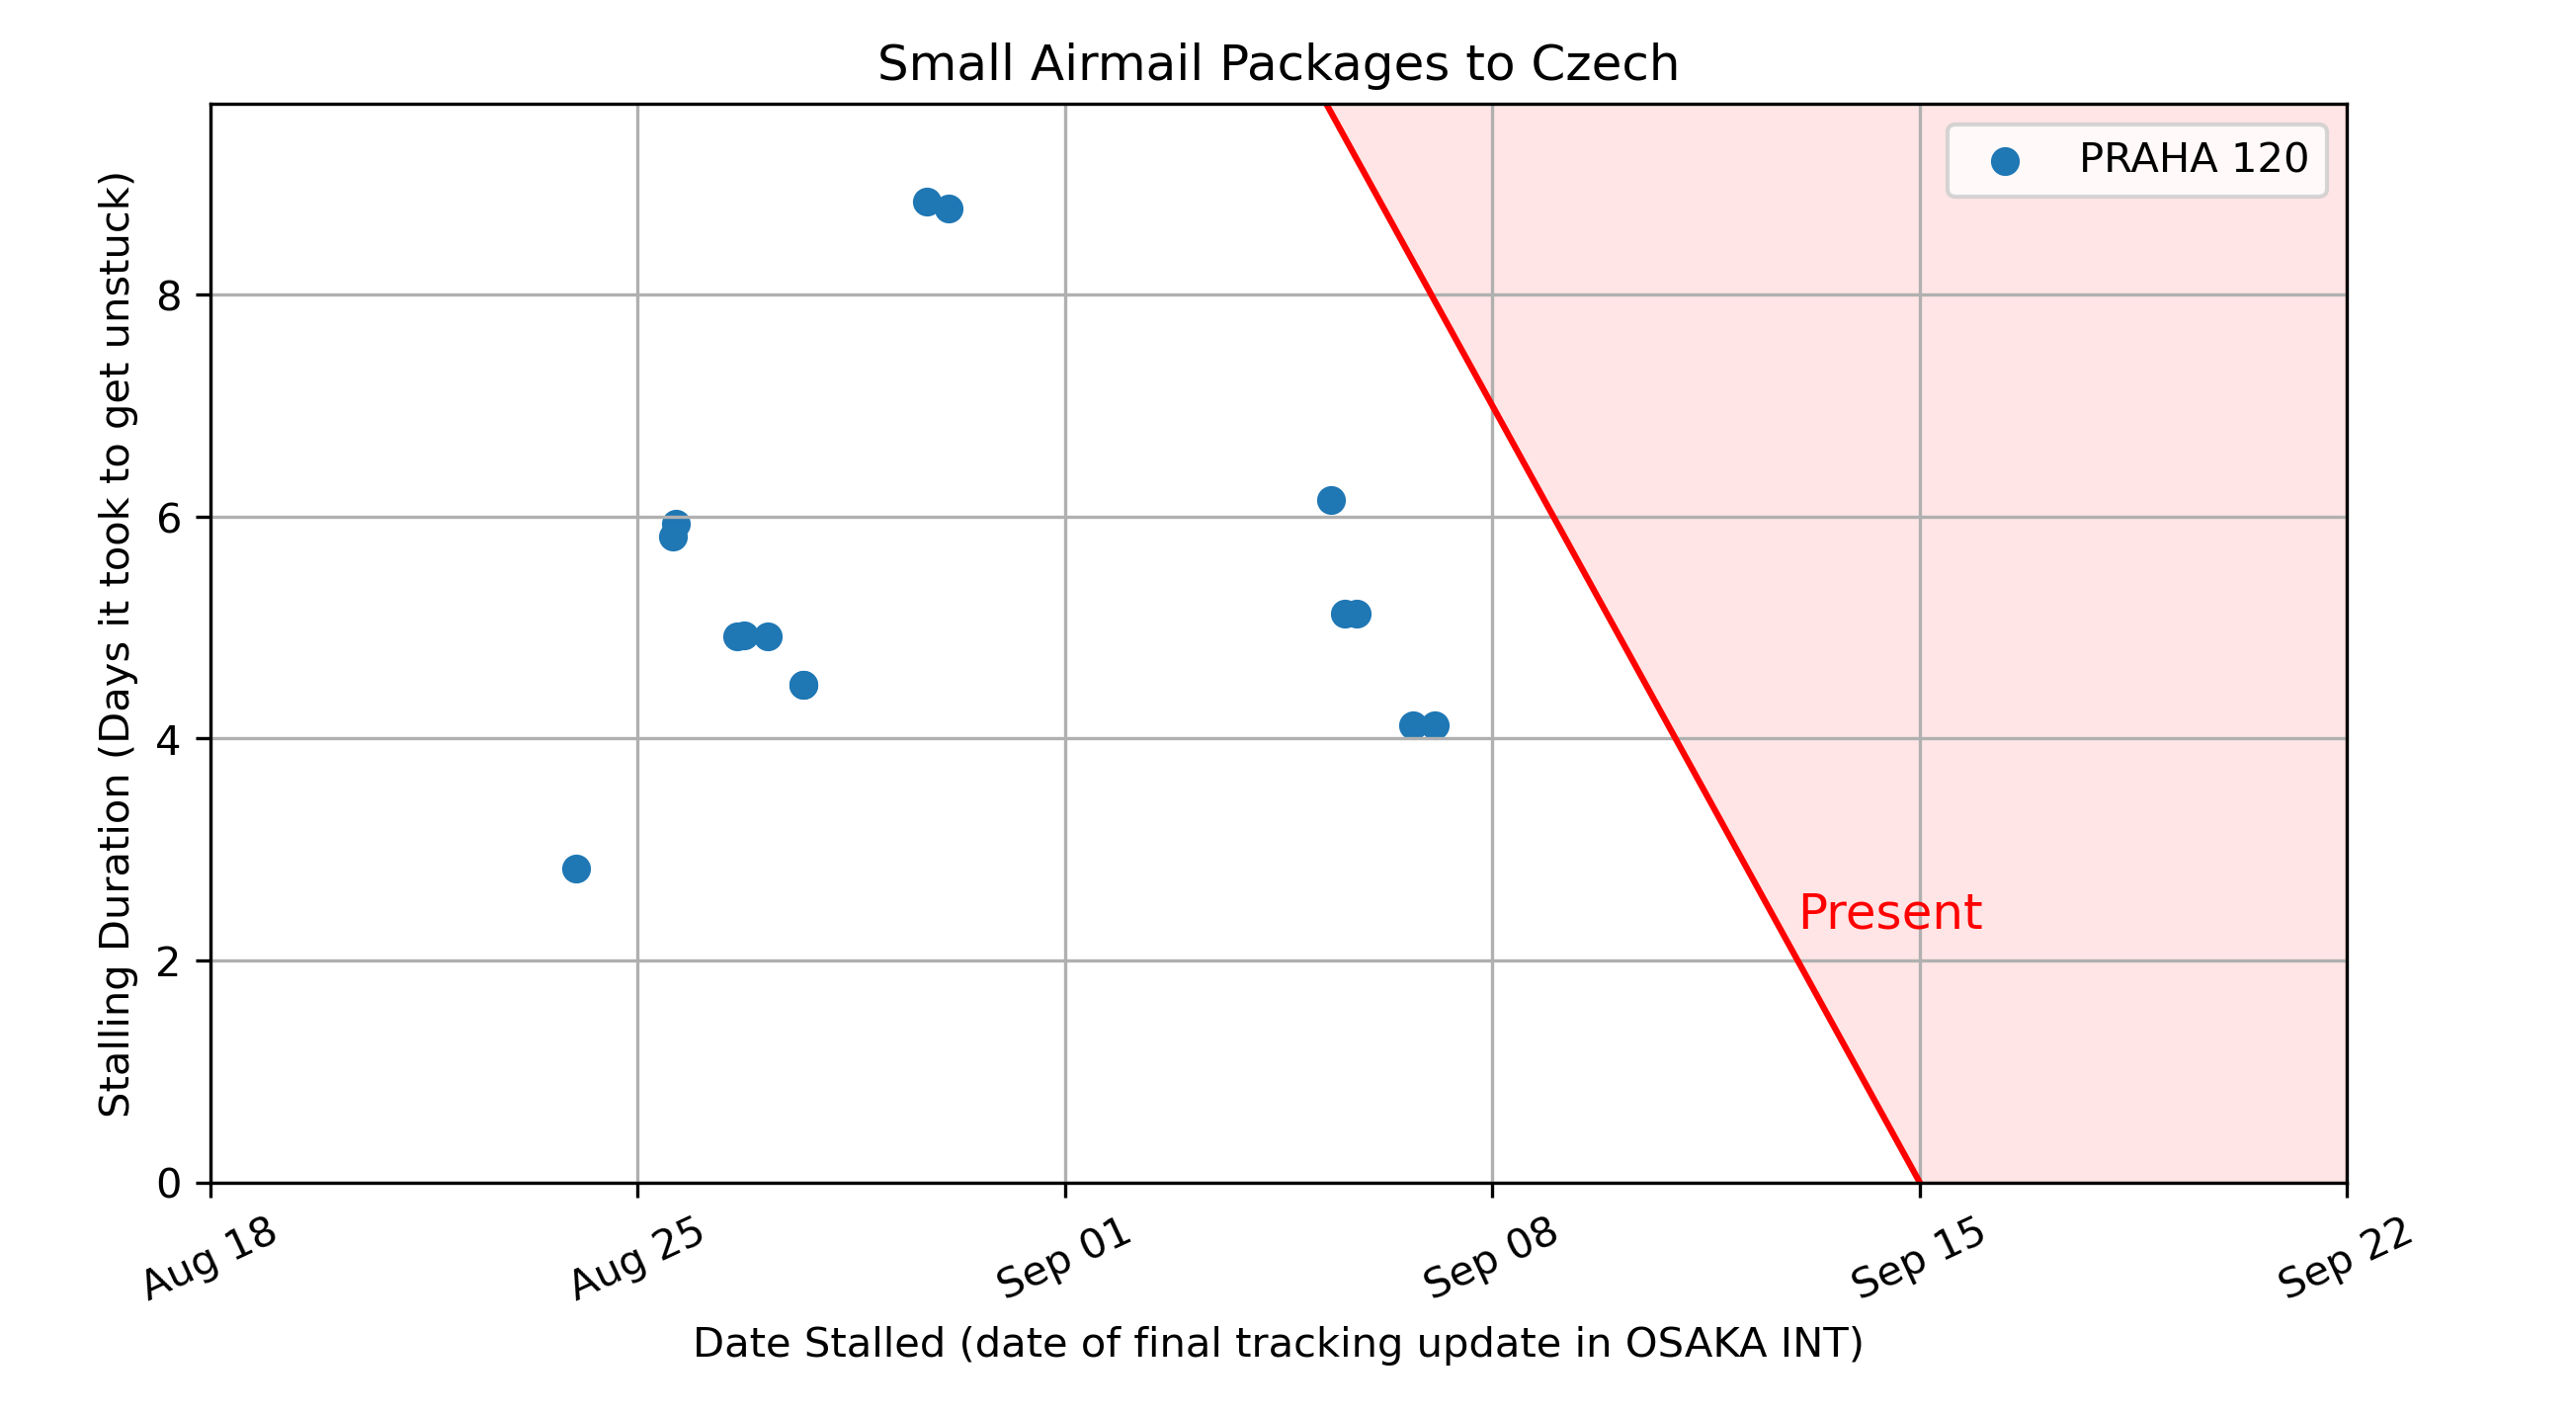 Small Airmail Packages to Czech
PRAHA 120
Stalling Duration (Days it took to get unstuck)
8
6
4
2
0
Present
Aug 18
Aug 25
Sep 01
Sep 08
Sep 15
Sep 22
Date Stalled (date of final tracking update in OSAKA INT)